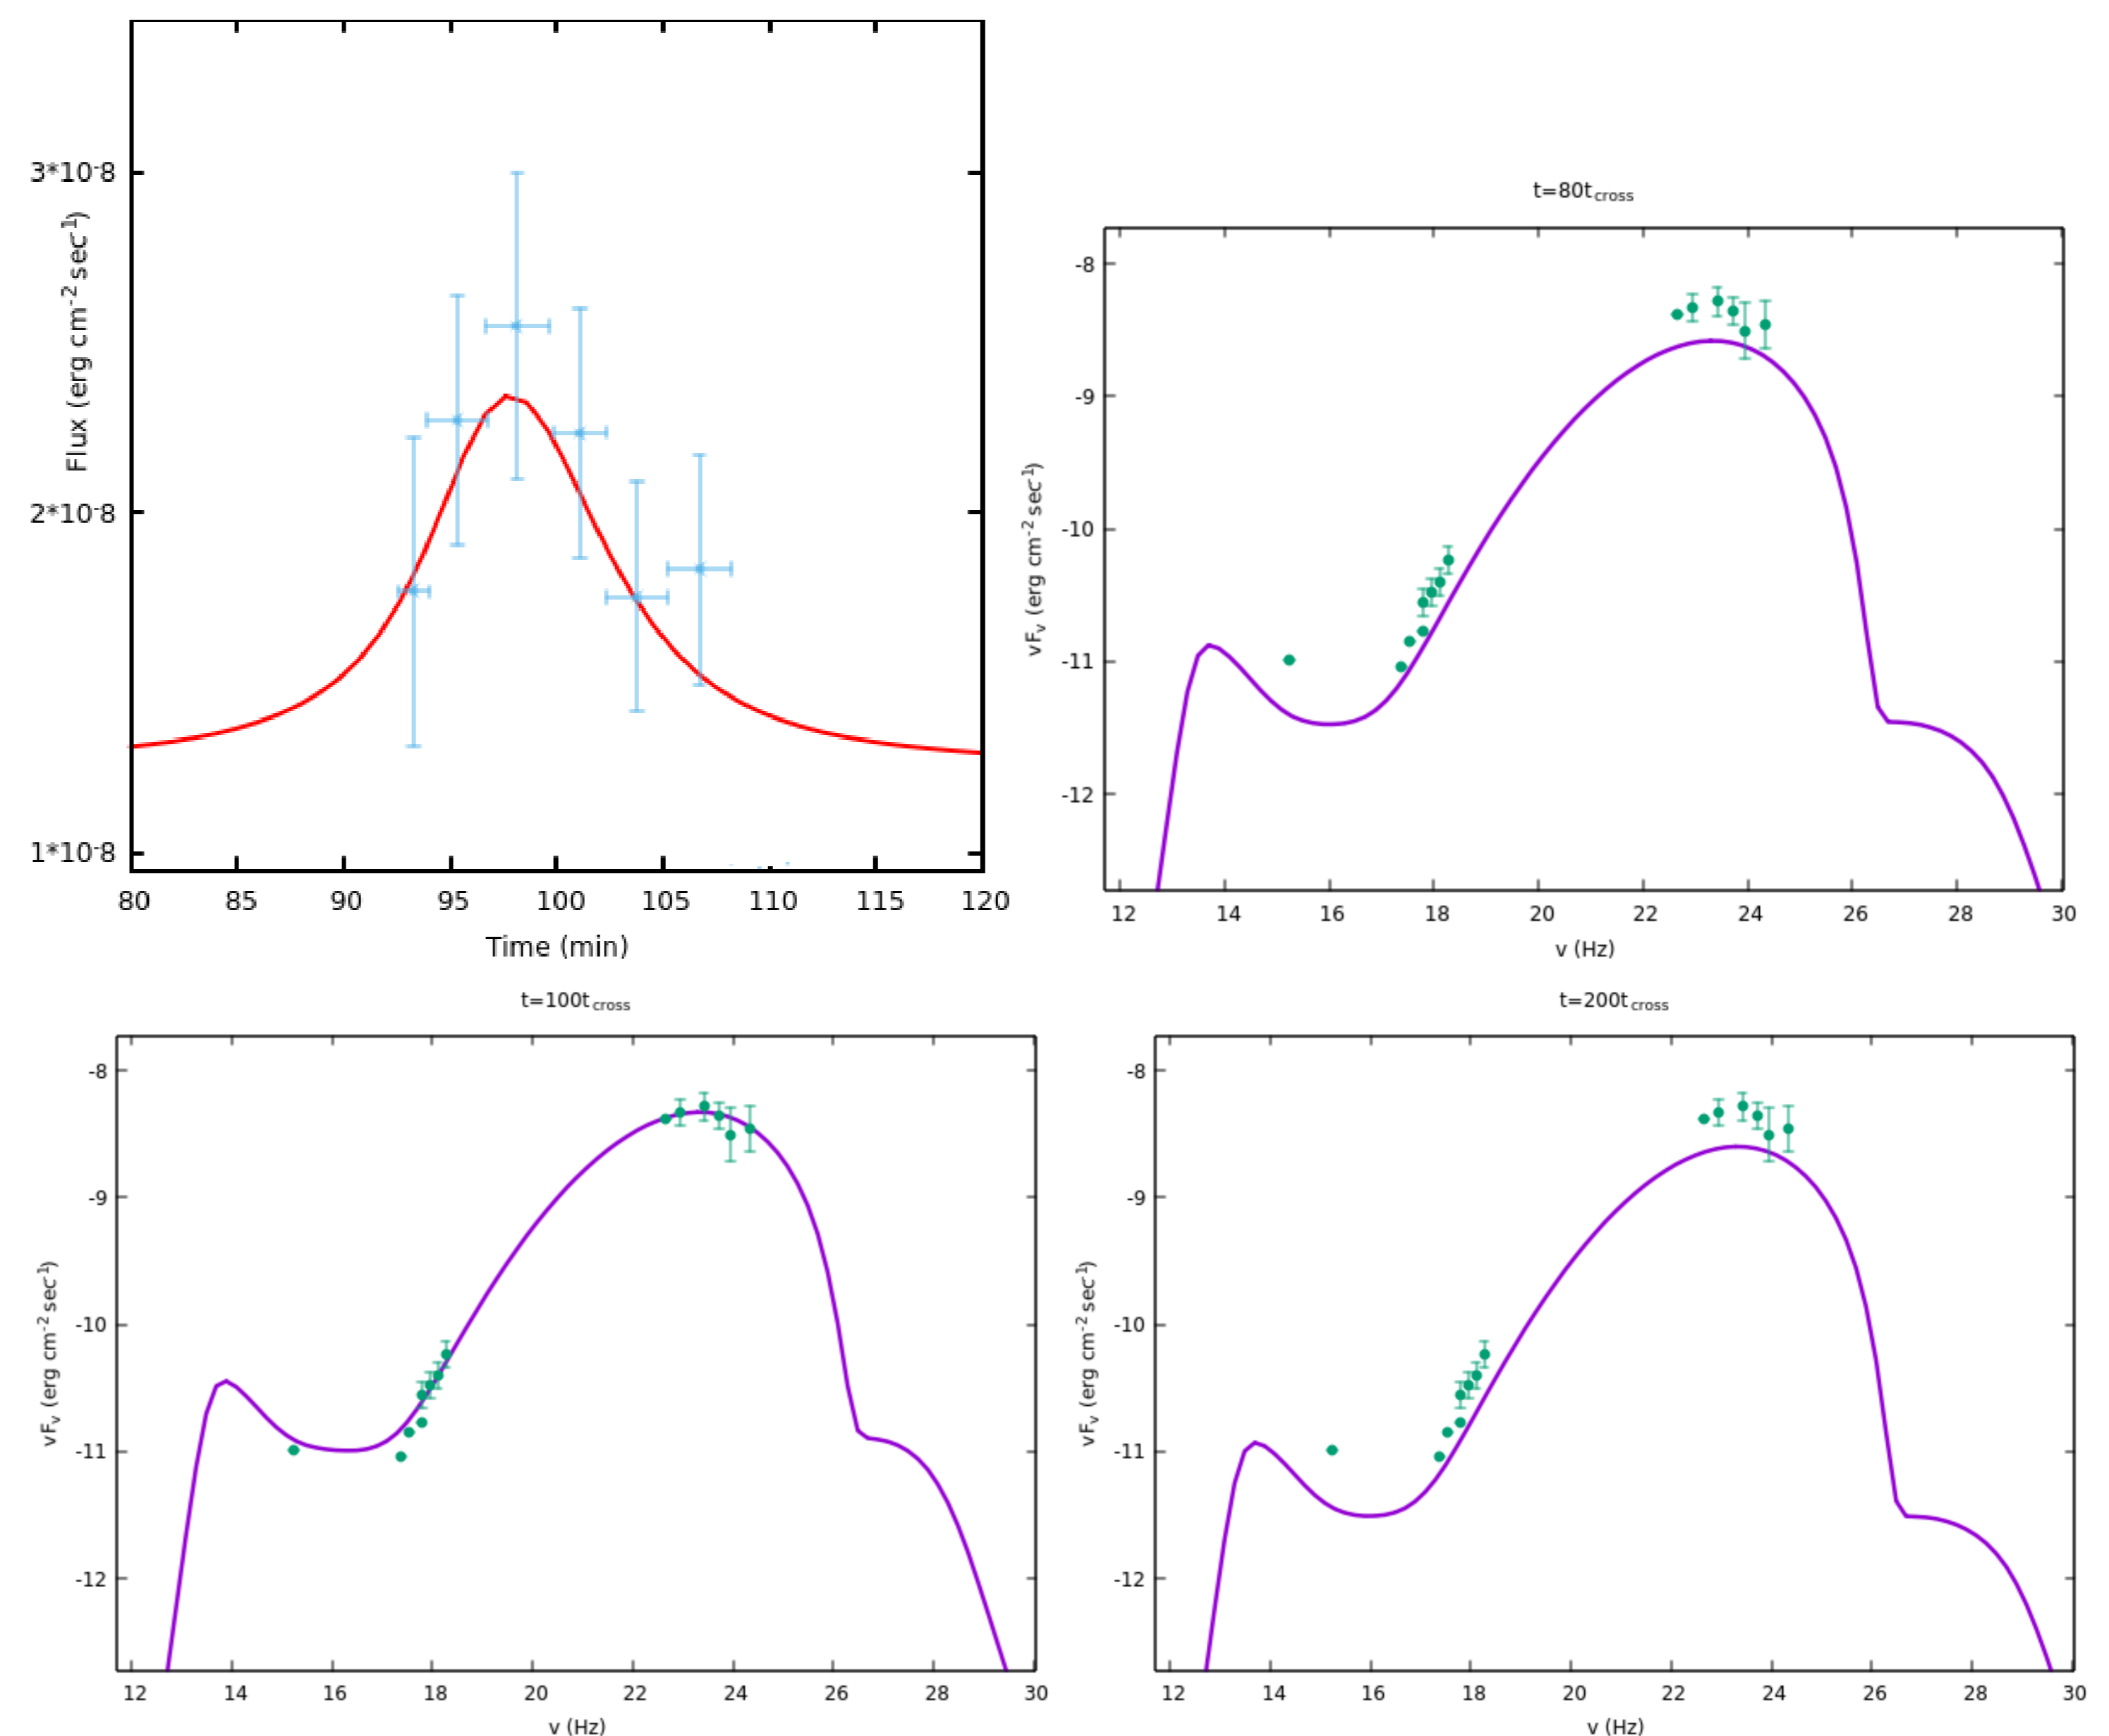 3*10-8
2*10-8
1*10-8
Flux (erg cm-2 sec-1)
80 85 90 95 100 105 110 115 120
Time (min)
t=80tcross
-8
-9
-10
-11
-12
vFv (erg cm-2 sec-1)
12 14 16 18 20 22 24 26 28 30
v (Hz)
t=100tcross
-8
-9
-10
-11
-12
vFv (erg cm-2 sec-1)
12 14 16 18 20 22 24 26 28 30
v (Hz)
t=200tcross
-8
-9
-10
-11
-12
vFv (erg cm-2 sec-1)
12 14 16 18 20 22 24 26 28 30
v (Hz)